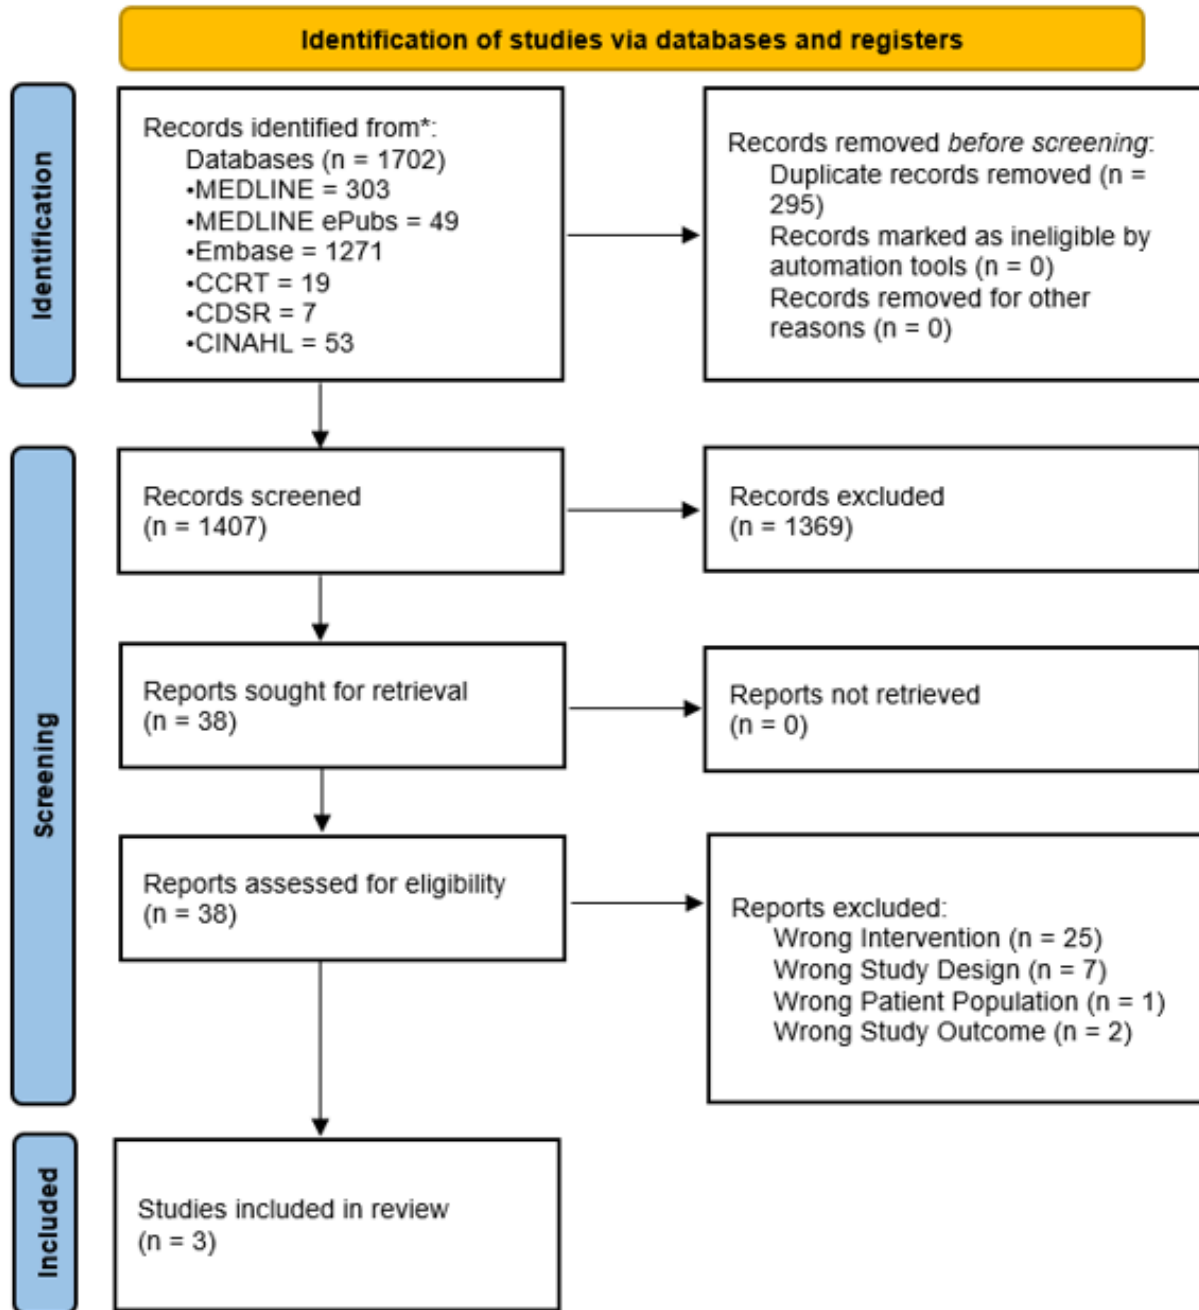 Identification of studies via databases and registers
Identification
Records identified from*:
Databases (n = 1702)
•MEDLINE = 303
•MEDLINE ePubs = 49
•Embase = 1271
•CCRT = 19
•CDSR = 7
•CINAHL = 53
Records removed before screening:
Duplicate records removed (n =
295)
Records marked as ineligible by
automation tools (n = 0)
Records removed for other
reasons (n = 0)
Screening
Records screened
(n = 1407)
Records excluded
(n = 1369)
Reports sought for retrieval
(n = 38)
Reports not retrieved
(n = 0)
Reports assessed for eligibility
(n = 38)
Reports excluded:
Wrong Intervention (n = 25)
Wrong Study Design (n = 7)
Wrong Patient Population (n = 1)
Wrong Study Outcome (n = 2)
Included
Studies included in review
(n = 3)